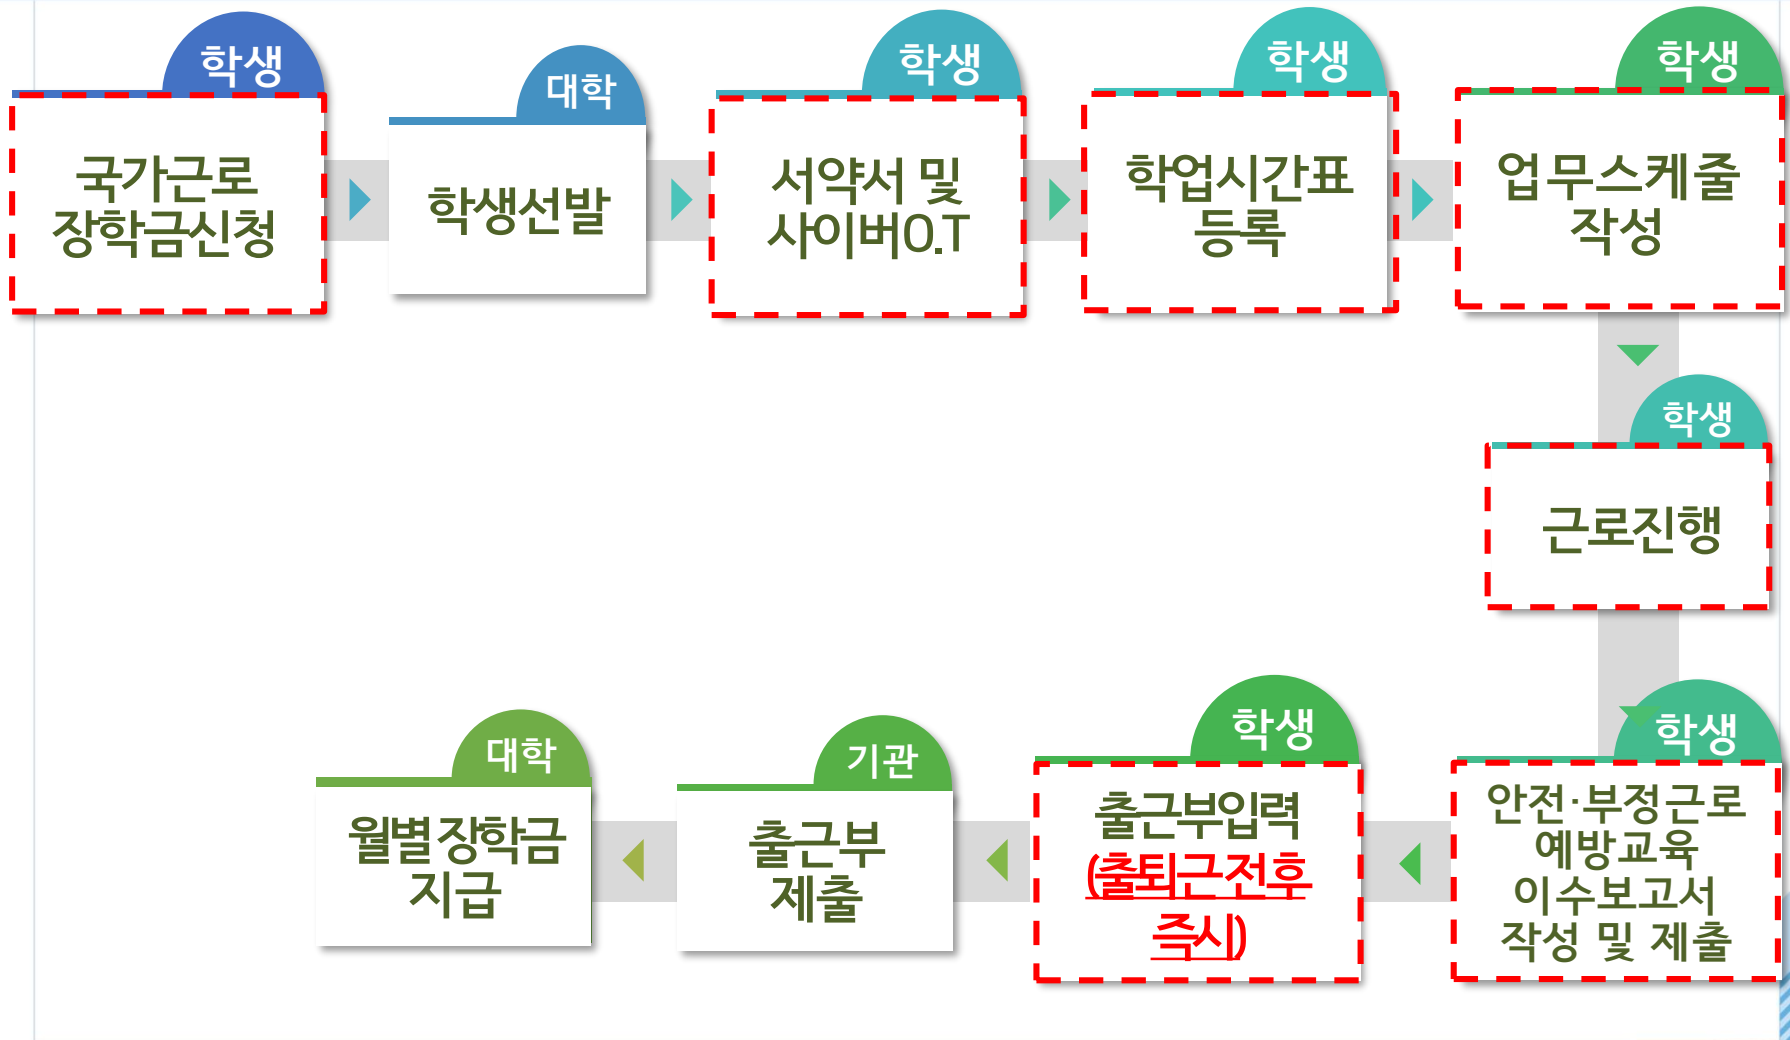 학생
국가근로
장학금신청
대학
학생선발
학생
서약서 및
사이버O.T
학생
학업시간표
등록
학생
업무스케줄
작성
학생
근로진행
학생
안전·부정근로
예방교육
이수보고서
작성 및 제출
학생
출근부입력
(출퇴근 전후
즉시)
기관
출근부
제출
대학
월별 장학금
지급